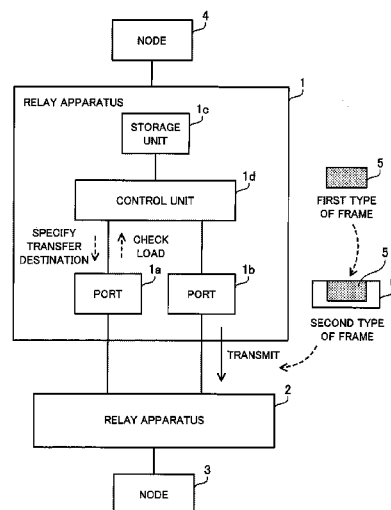 4
NODE
1
RELAY APPARATUS
1c
STORAGE
UNIT
1d
CONTROL UNIT
5
FIRST TYPE
OF FRAME
SPECIFY
TRANSFER
DESTINATION
CHECK
LOAD
1a
PORT
1b
PORT
5
SECOND TYPE
OF FRAME
TRANSMIT
2
RELAY APPARATUS
3
NODE